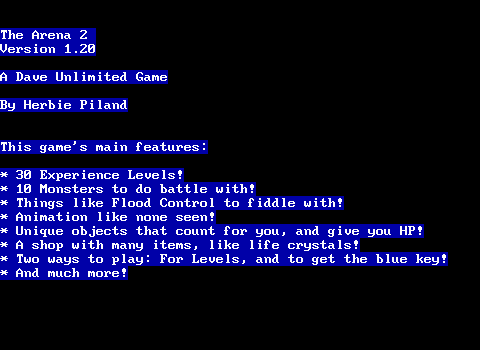 The Arena 2
Version 1.20
A Dave Unlimited Game
By Herbie Piland
This game's main features:
* 30 Experience Levels!
* 10 Monsters to do battle with!
* Things like Flood Control to fiddle with!
* Animation like none seen!
* Unique objects that count for you, and give you HP!
* A shop with many items, like life crystals!
* Two ways to play: For Levels, and to get the blue key!
* And much more!